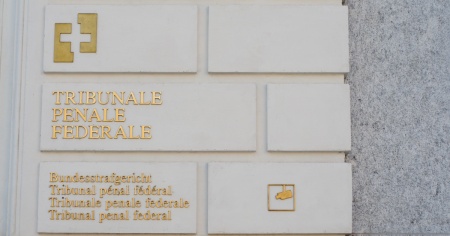 TRIBUNALE
PENALE
FEDERALE
Bundesstrafgericht
Tribunal pénal fédéral
Tribunale penale federale
Tribunal penal federal